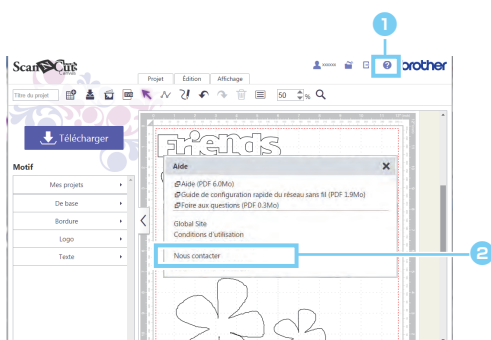 1
ScanNCut
Canvas
xxxxx
brother
Projet Édition Affichage
Titre du projet
50 %
Télécharger
Friends
Motif
Mes projets
De base
Bordure
Logo
Texte
Aide
Aide (PDF 6.0Mo)
Guide de configuration rapide du réseau sans fil (PDF 1.9Mo)
Foire aux questions (PDF 0.3Mo)
Global Site
Conditions d'utilisation
Nous contacter
2